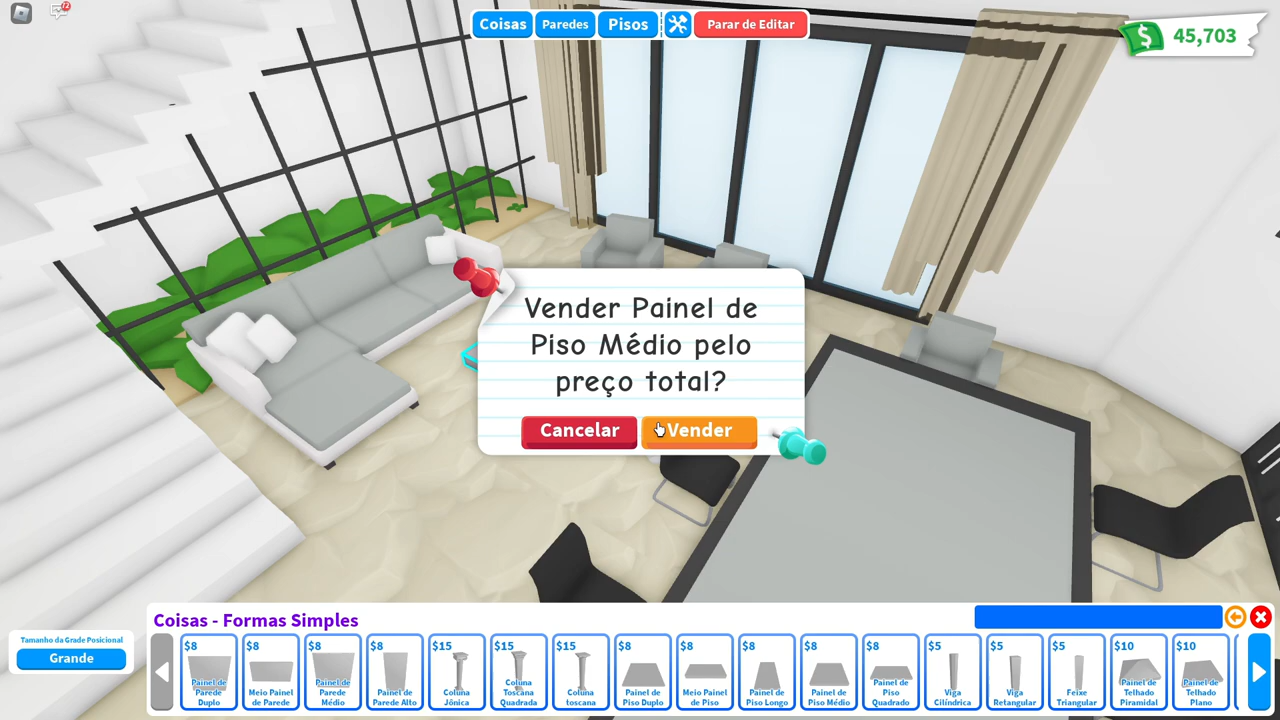 Coisas Paredes Pisos Parar de Editar
45,703
Vender Painel de
Piso Médio pelo
preço total?
Cancelar Vender
Coisas - Formas Simples
Tamanho da Grade Posicional
Grande
$8 $8 $8 $8 $15 $15 $15 $8 $8 $8 $8 $8 $5 $5 $5 $10 $10
Painel de Parede Duplo
Meio Painel de Parede
Painel de Parede Médio
Painel de Parede Alto
Coluna Jônica
Coluna Toscana Quadrada
Coluna toscana
Painel de Piso Duplo
Meio Painel de Piso
Painel de Piso Longo
Painel de Piso Médio
Painel de Piso Quadrado
Viga Cilíndrica
Viga Retangular
Feixe Triangular
Painel de Telhado Piramidal
Painel de Telhado Plano